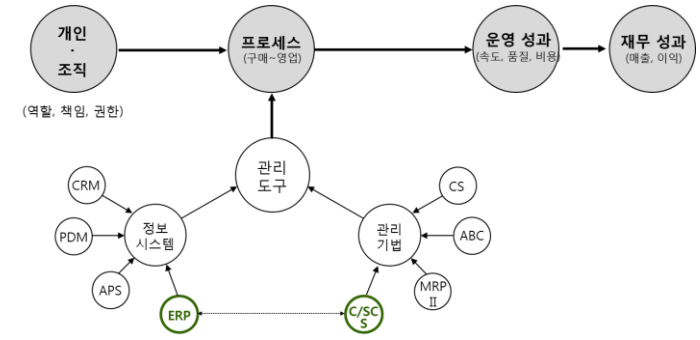 개인
·
조직
(역할, 책임, 권한)
프로세스
(구매~영업)
운영 성과
(속도, 품질, 비용)
재무 성과
(매출, 이익)
관리
도구
CRM
PDM
APS
정보
시스템
ERP
관리
기법
CS
ABC
MRP
II
C/SC
S